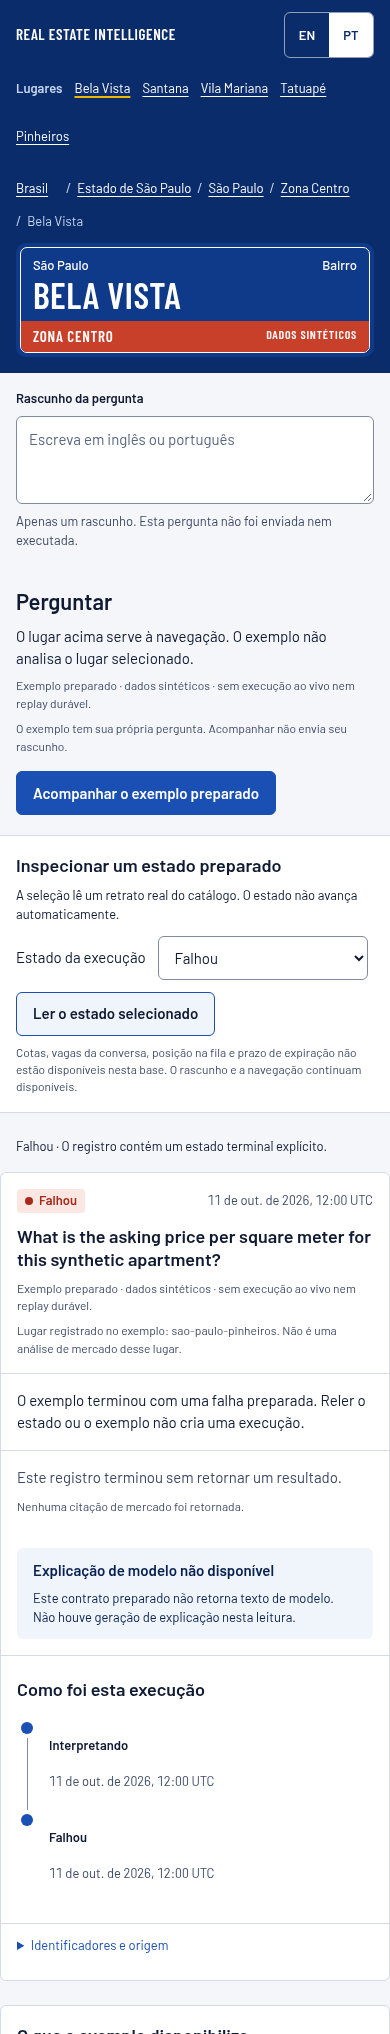 REAL ESTATE INTELLIGENCE
EN PT
Lugares Bela Vista Santana Vila Mariana Tatuapé
Pinheiros
Brasil / Estado de São Paulo / São Paulo / Zona Centro
/ Bela Vista
São Paulo Bairro
BELA VISTA
ZONA CENTRO DADOS SINTÉTICOS
Rascunho da pergunta
Escreva em inglês ou português
Apenas um rascunho. Esta pergunta não foi enviada nem
executada.
Perguntar
O lugar acima serve à navegação. O exemplo não
analisa o lugar selecionado.
Exemplo preparado · dados sintéticos · sem execução ao vivo nem
replay durável.
O exemplo tem sua própria pergunta. Acompanhar não envia seu
rascunho.
Acompanhar o exemplo preparado
Inspecionar um estado preparado
A seleção lê um retrato real do catálogo. O estado não avança
automaticamente.
Estado da execução Falhou
Ler o estado selecionado
Cotas, vagas da conversa, posição na fila e prazo de expiração não
estão disponíveis nesta base. O rascunho e a navegação continuam
disponíveis.
Falhou · O registro contém um estado terminal explícito.
Falhou 11 de out. de 2026, 12:00 UTC
What is the asking price per square meter for
this synthetic apartment?
Exemplo preparado · dados sintéticos · sem execução ao vivo nem
replay durável.
Lugar registrado no exemplo: sao-paulo-pinheiros. Não é uma
análise de mercado desse lugar.
O exemplo terminou com uma falha preparada. Reler o
estado ou o exemplo não cria uma execução.
Este registro terminou sem retornar um resultado.
Nenhuma citação de mercado foi retornada.
Explicação de modelo não disponível
Este contrato preparado não retorna texto de modelo.
Não houve geração de explicação nesta leitura.
Como foi esta execução
Interpretando
11 de out. de 2026, 12:00 UTC
Falhou
11 de out. de 2026, 12:00 UTC
Identificadores e origem
O que o exemplo disponibiliza